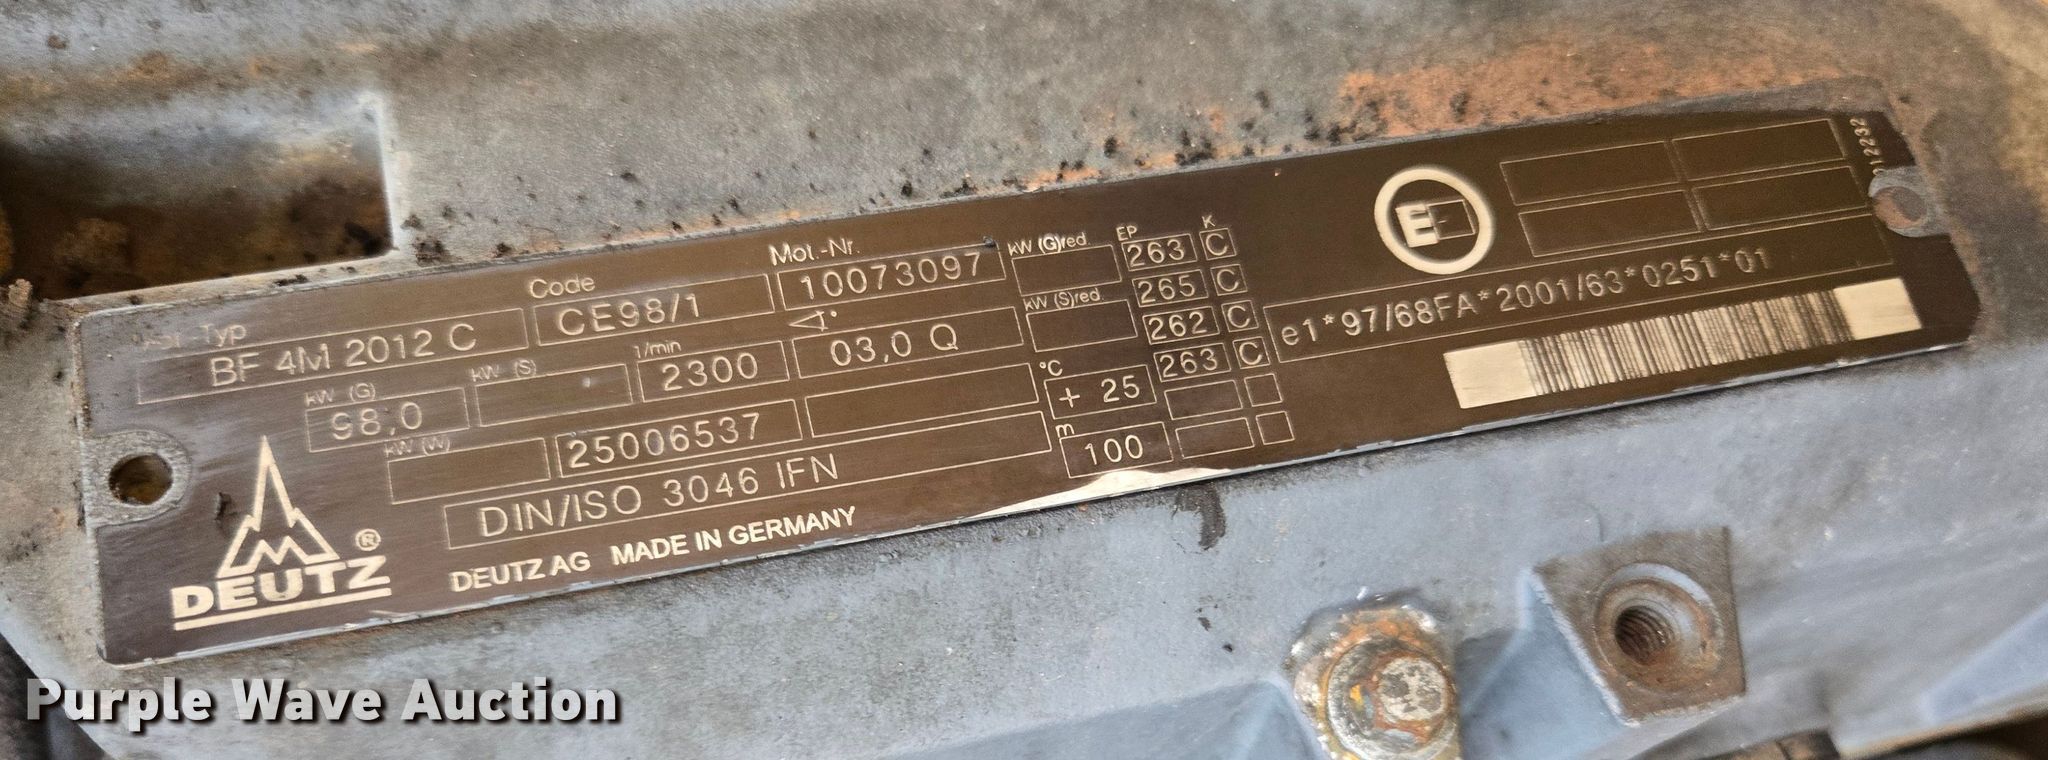 Mot.-Typ Code Mot.-Nr. kW (G)red. EP K
BF 4M 2012 C CE98/1 10073097 263 C
kW (G) kW (S) 1/min ∢° kW (S)red. 265 C
98,0 2300 03,0 Q 262 C
kW (W) 25006537 °C + 25 263 C
DIN/ISO 3046 IFN m 100
DEUTZ ® DEUTZ AG MADE IN GERMANY
E
e1*97/68FA*2001/63*0251*01
Purple Wave Auction